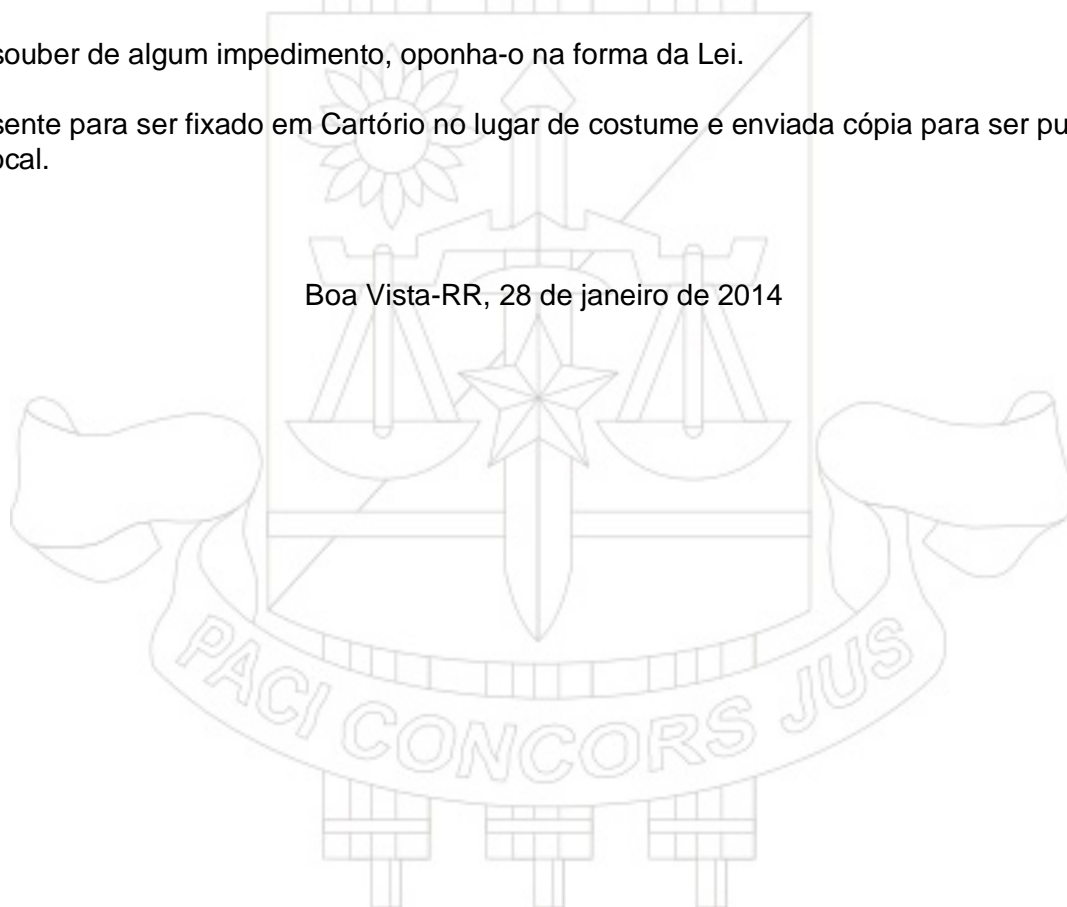 souber de algum impedimento, oponha-o na forma da Lei.
sente para ser fixado em Cartório no lugar de costume e enviada cópia para ser pu
ocal.
Boa Vista-RR, 28 de janeiro de 2014
PACI CONCORS JUS